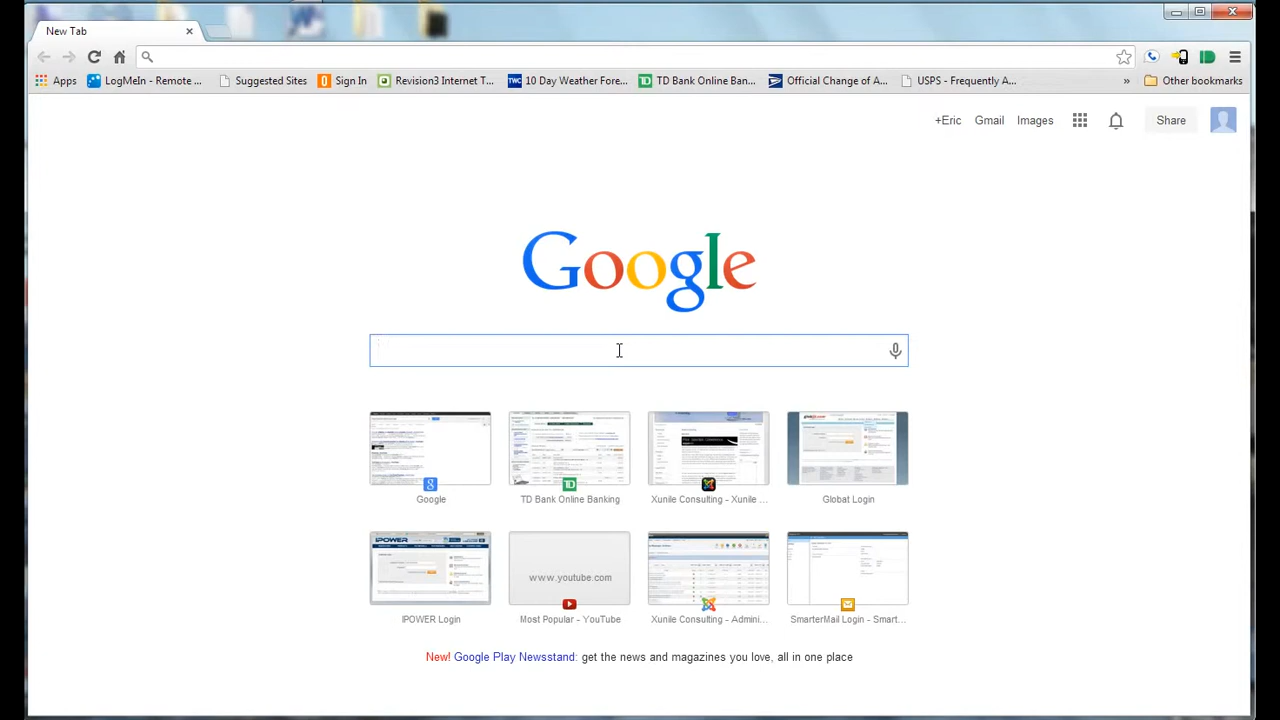 New Tab
Apps LogMeIn - Remote ... Suggested Sites Sign In Revision3 Internet T... 10 Day Weather Fore... TD Bank Online Bankin... Official Change of A... USPS - Frequently A... » Other bookmarks
+Eric Gmail Images Share
Google
Google TD Bank Online Banking Xunile Consulting - Xunile ... Globat Login
IPOWER
www.youtube.com
IPOWER Login Most Popular - YouTube Xunile Consulting - Admini... SmarterMail Login - Smart...
New! Google Play Newsstand: get the news and magazines you love, all in one place